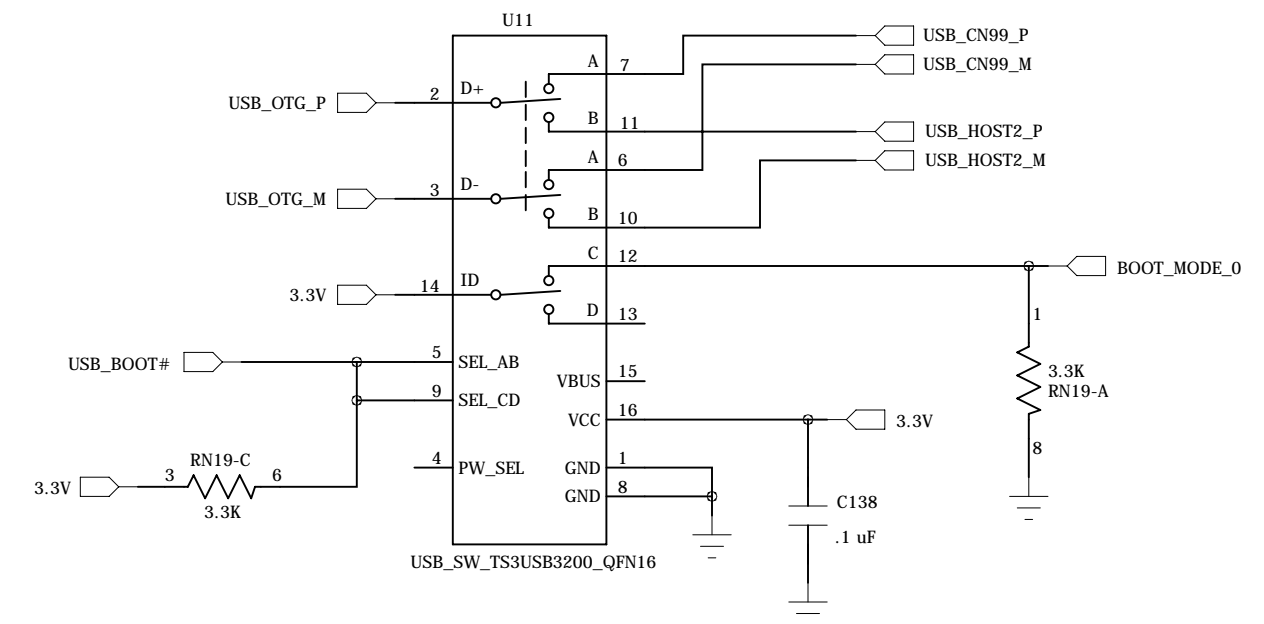 U11
USB_CN99_P
A 7
USB_CN99_M
USB_OTG_P 2 D+
B 11 USB_HOST2_P
A 6 USB_HOST2_M
USB_OTG_M 3 D-
B 10
C 12 BOOT_MODE_0
3.3V 14 ID
D 13 1
USB_BOOT# 5 SEL_AB
VBUS 15 3.3K
9 SEL_CD RN19-A
VCC 16 3.3V
8
RN19-C
4 PW_SEL GND 1
3.3V 3 6
3.3K
GND 8 C138
.1 uF
USB_SW_TS3USB3200_QFN16